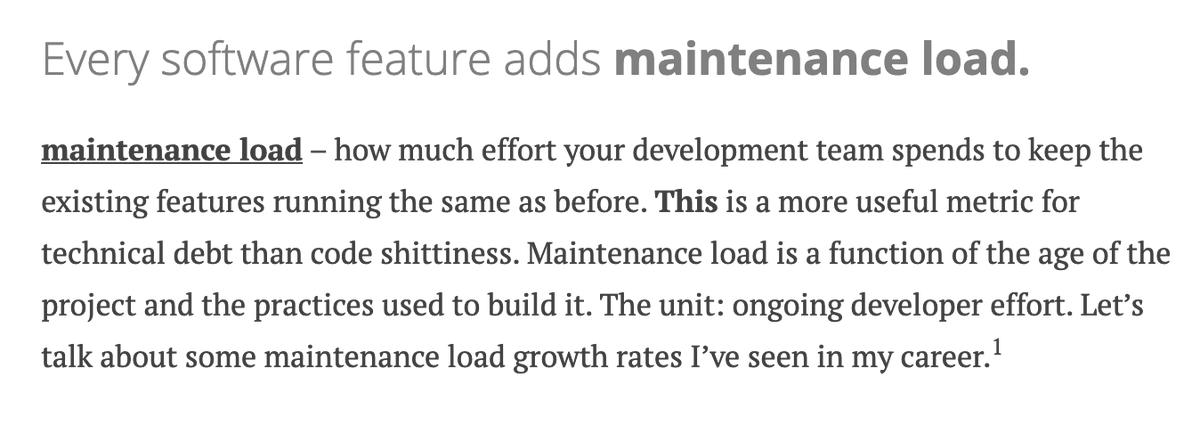 Every software feature adds maintenance load.
maintenance load – how much effort your development team spends to keep the
existing features running the same as before. This is a more useful metric for
technical debt than code shittiness. Maintenance load is a function of the age of the
project and the practices used to build it. The unit: ongoing developer effort. Let’s
talk about some maintenance load growth rates I’ve seen in my career.1